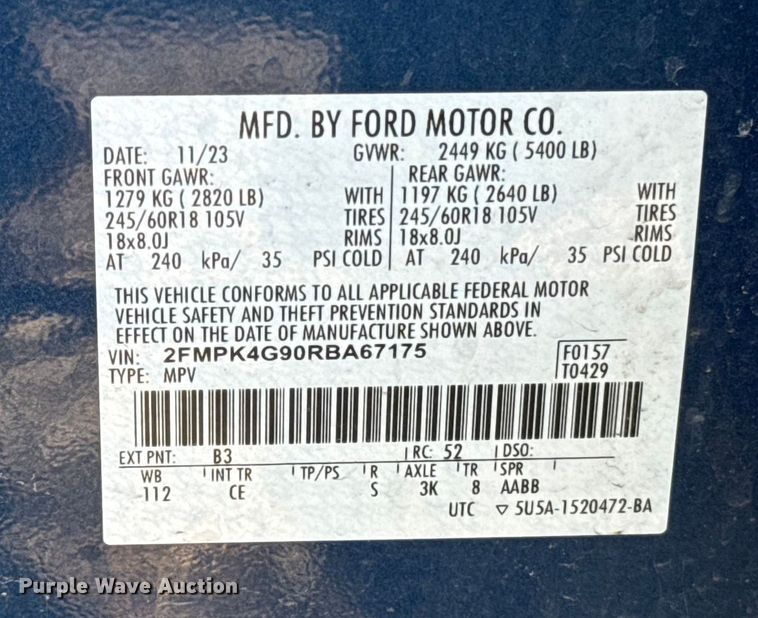 MFD. BY FORD MOTOR CO.
DATE: 11/23 GVWR: 2449 KG ( 5400 LB)
FRONT GAWR: REAR GAWR:
1279 KG ( 2820 LB) WITH 1197 KG ( 2640 LB) WITH
245/60R18 105V TIRES 245/60R18 105V TIRES
18x8.0J RIMS 18x8.0J RIMS
AT 240 kPa/ 35 PSI COLD AT 240 kPa/ 35 PSI COLD
THIS VEHICLE CONFORMS TO ALL APPLICABLE FEDERAL MOTOR
VEHICLE SAFETY AND THEFT PREVENTION STANDARDS IN
EFFECT ON THE DATE OF MANUFACTURE SHOWN ABOVE.
VIN: 2FMPK4G90RBA67175 F0157
TYPE: MPV T0429
EXT PNT: B3 RC: 52 DSO:
WB INT TR TP/PS R AXLE TR SPR
112 CE S 3K 8 AABB
UTC ▽ 5U5A-1520472-BA
Purple Wave Auction